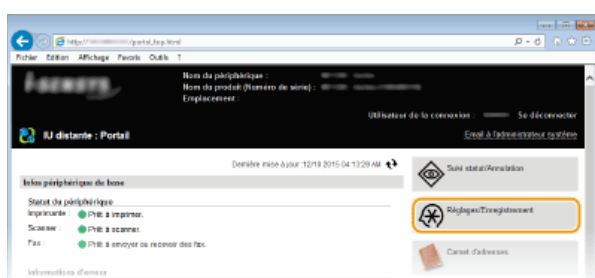 http://
/portal_top.html
Fichier Edition Affichage Favoris Outils ?
Nom du périphérique :
Nom du produit (Numéro de série) :
Emplacement :
Utilisateur de la connexion : Se déconnecter
IU distante : Portail
Email à l'administrateur système
Dernière mise à jour :12/18 2015 04:13:29 AM
Suivi statut/Annulation
Infos périphérique de base
Statut du périphérique
Imprimante : Prêt à imprimer.
Réglages/Enregistrement
Scanner : Prêt à scanner.
Fax : Prêt à envoyer ou recevoir des fax.
Carnet d'adresses
Informations d'erreur